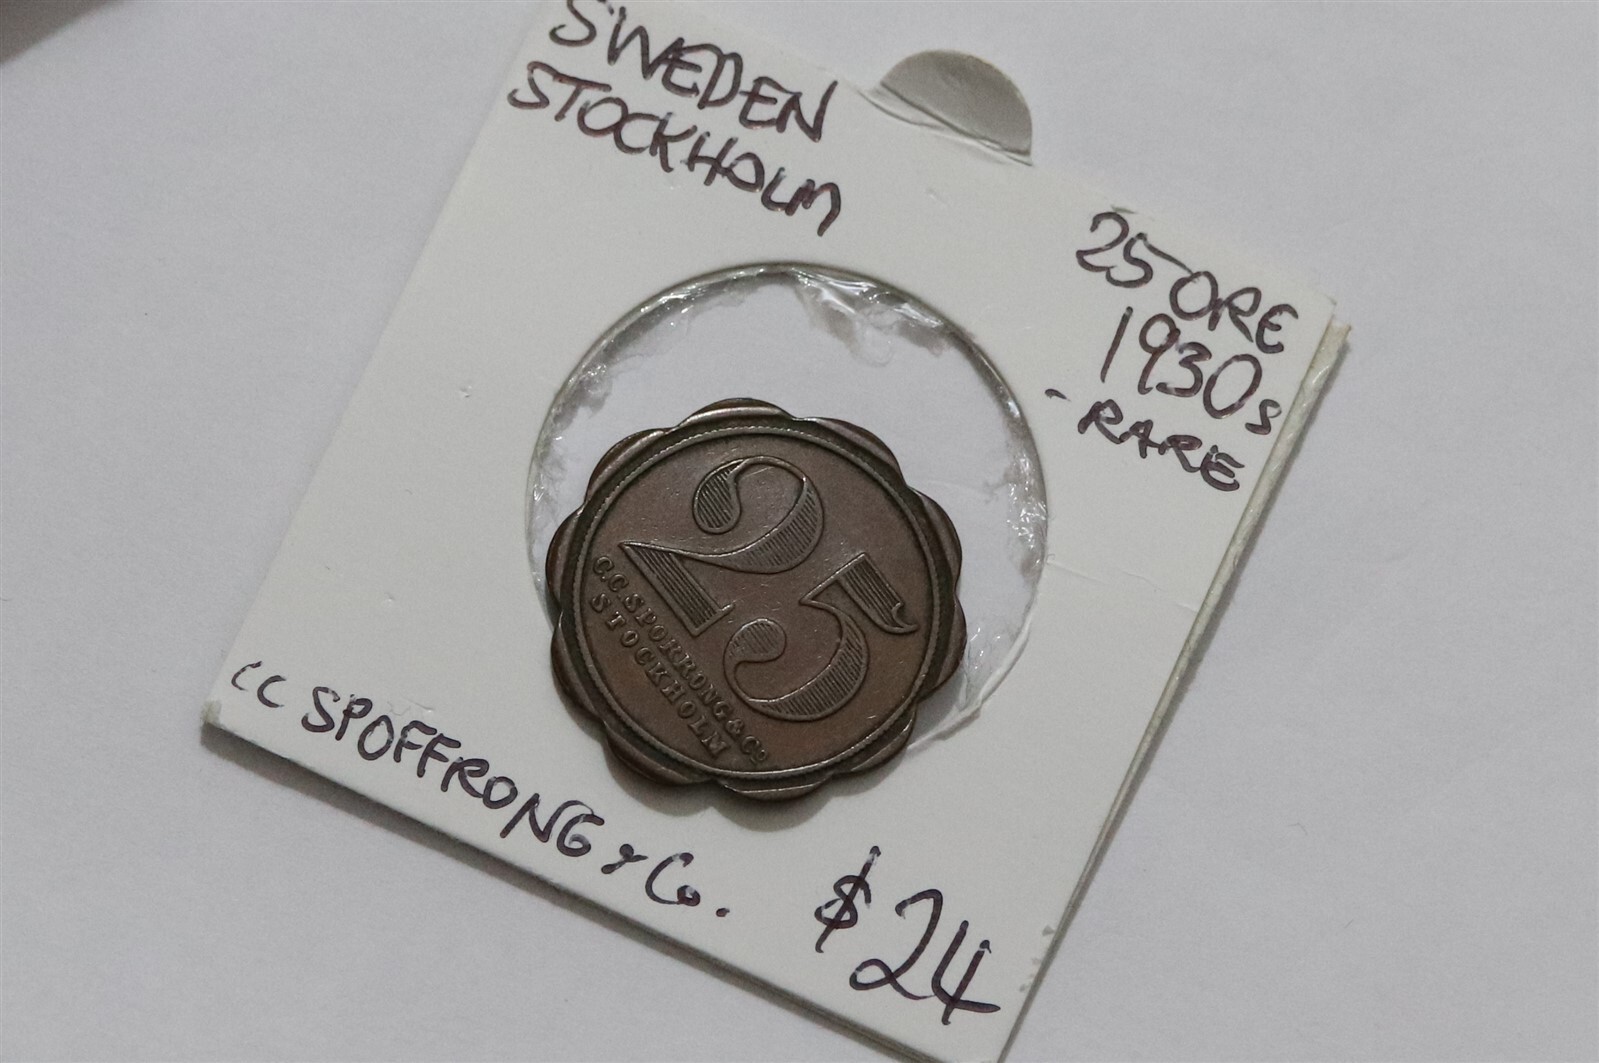 SWEDEN
STOCKHOLM
25 ORE
1930s
- RARE
25
C.C SPORRONG & Co
STOCKHOLM
CC SPOFFRONG & Co.
$24